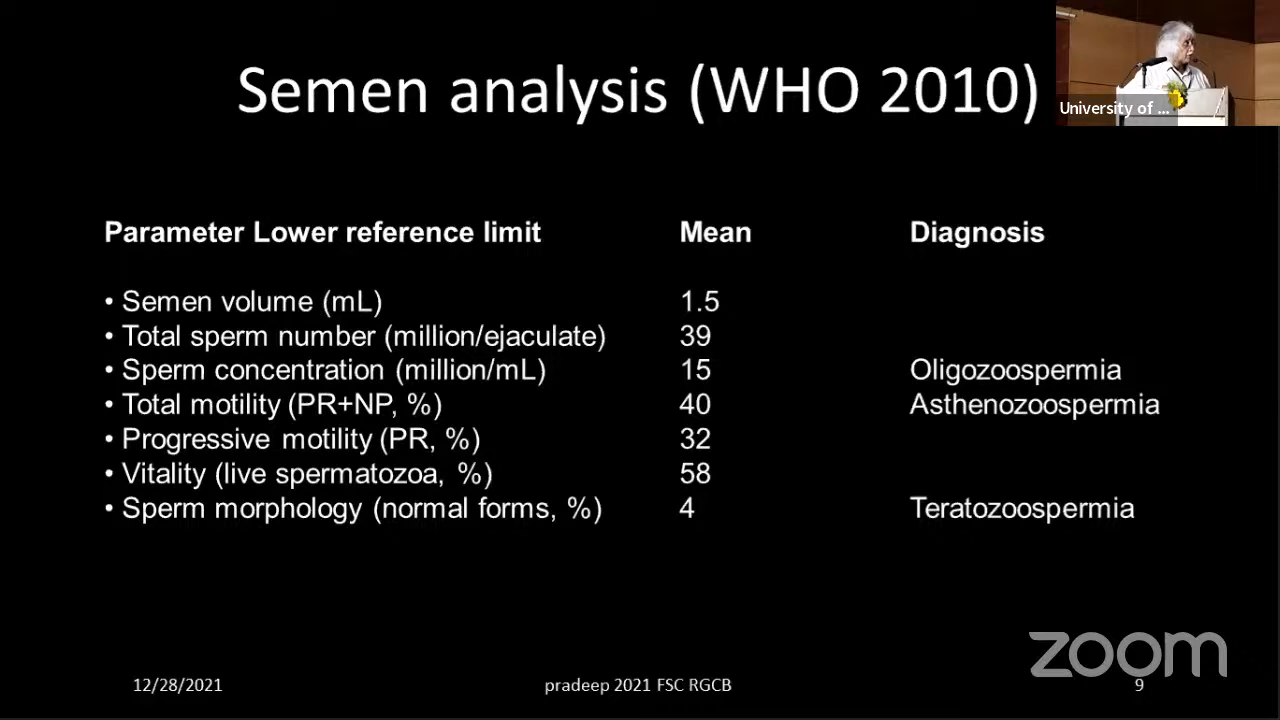 Semen analysis (WHO 2010)
University of ...
Parameter Lower reference limit Mean Diagnosis
• Semen volume (mL) 1.5
• Total sperm number (million/ejaculate) 39
• Sperm concentration (million/mL) 15 Oligozoospermia
• Total motility (PR+NP, %) 40 Asthenozoospermia
• Progressive motility (PR, %) 32
• Vitality (live spermatozoa, %) 58
• Sperm morphology (normal forms, %) 4 Teratozoospermia
zoom
12/28/2021 pradeep 2021 FSC RGCB 9